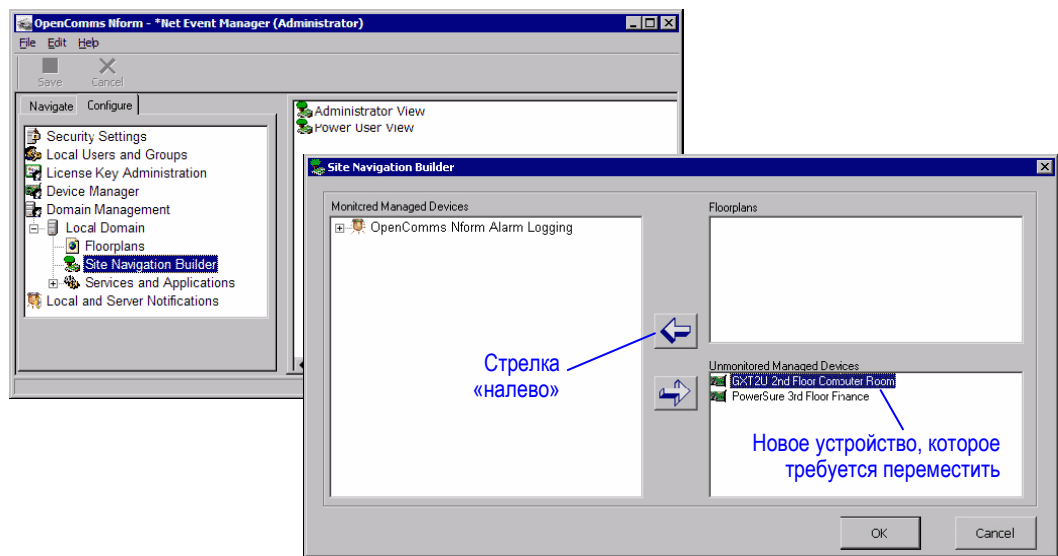 OpenComms Nform - *Net Event Manager (Administrator)
File Edit Help
Save Cancel
Navigate Configure
Security Settings
Local Users and Groups
License Key Administration
Device Manager
Domain Management
Local Domain
Floorplans
Site Navigation Builder
Services and Applications
Local and Server Notifications
Administrator View
Power User View
Site Navigation Builder
Monitored Managed Devices
OpenComms Nform Alarm Logging
Floorplans
Стрелка
«налево»
Unmonitored Managed Devices
GXT2U 2nd Floor Computer Room
PowerSure 3rd Floor Finance
Новое устройство, которое
требуется переместить
OK Cancel